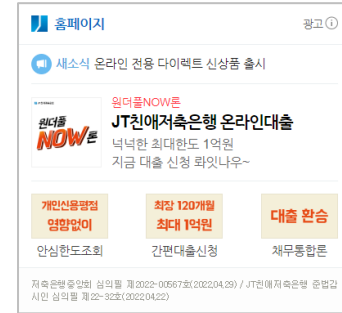 홈페이지
광고
새소식 온라인 전용 다이렉트 신상품 출시
원더풀
NOW론
원더풀NOW론
JT친애저축은행 온라인대출
넉넉한 최대한도 1억원
지금 대출 신청 롸잇나우~
개인신용평점
영향없이
최장 120개월
최대 1억원
대출 환승
안심한도조회
간편대출신청
채무통합론
저축은행중앙회 심의필 제2022-00567호(2022.04.29) / JT친애저축은행 준법감
시인 심의필 제22-32호(2022.04.22)